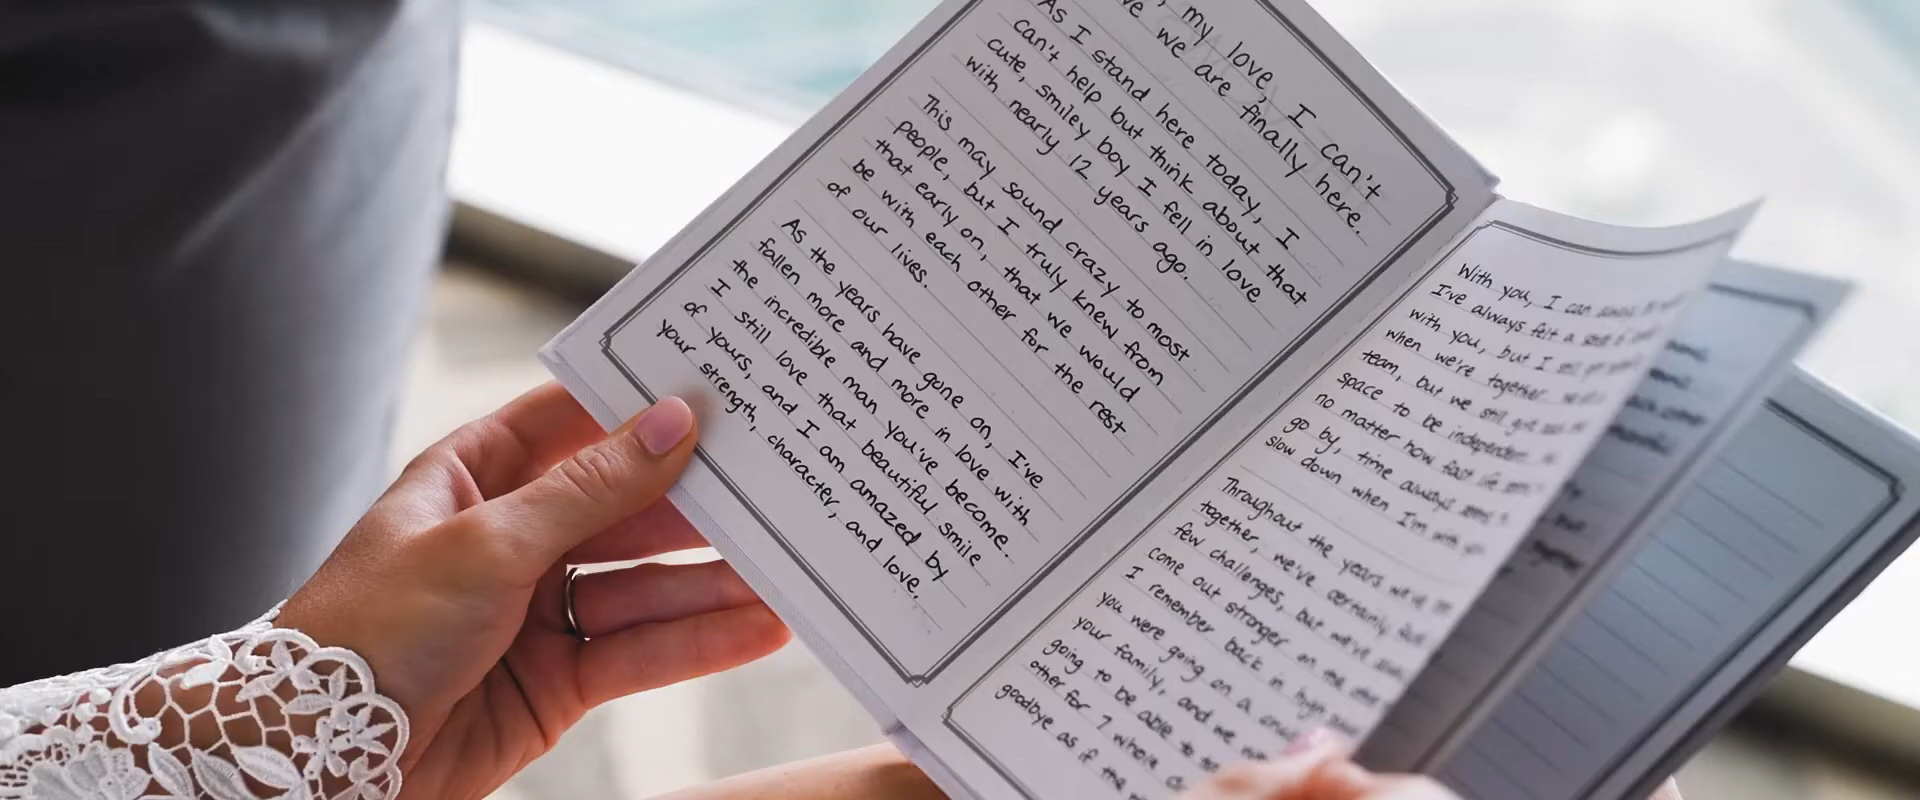 , my love, I can't
we are finally here.
As I stand here today, I
can't help but think about that
cute, smiley boy I fell in love
with nearly 12 years ago.
This may sound crazy to most
people, but I truly knew from
that early on, that we would
be with each other for the rest
of our lives.
As the years have gone on, I've
fallen more and more in love with
the incredible man you've become.
I still love that beautiful smile
of yours, and I am amazed by
your strength, character, and love.
With you, I can
I've always felt a
with you, but I still
when we're together
team, but we still give
space to be independent
no matter how fast life
go by, time always
slow down when I'm with
Throughout the years we've
together, we've certainly
few challenges, but we've
come out stronger on the other
I remember back in high
you were going on a
your family, and we
going to be able to
other for 7 whole
goodbye as if the